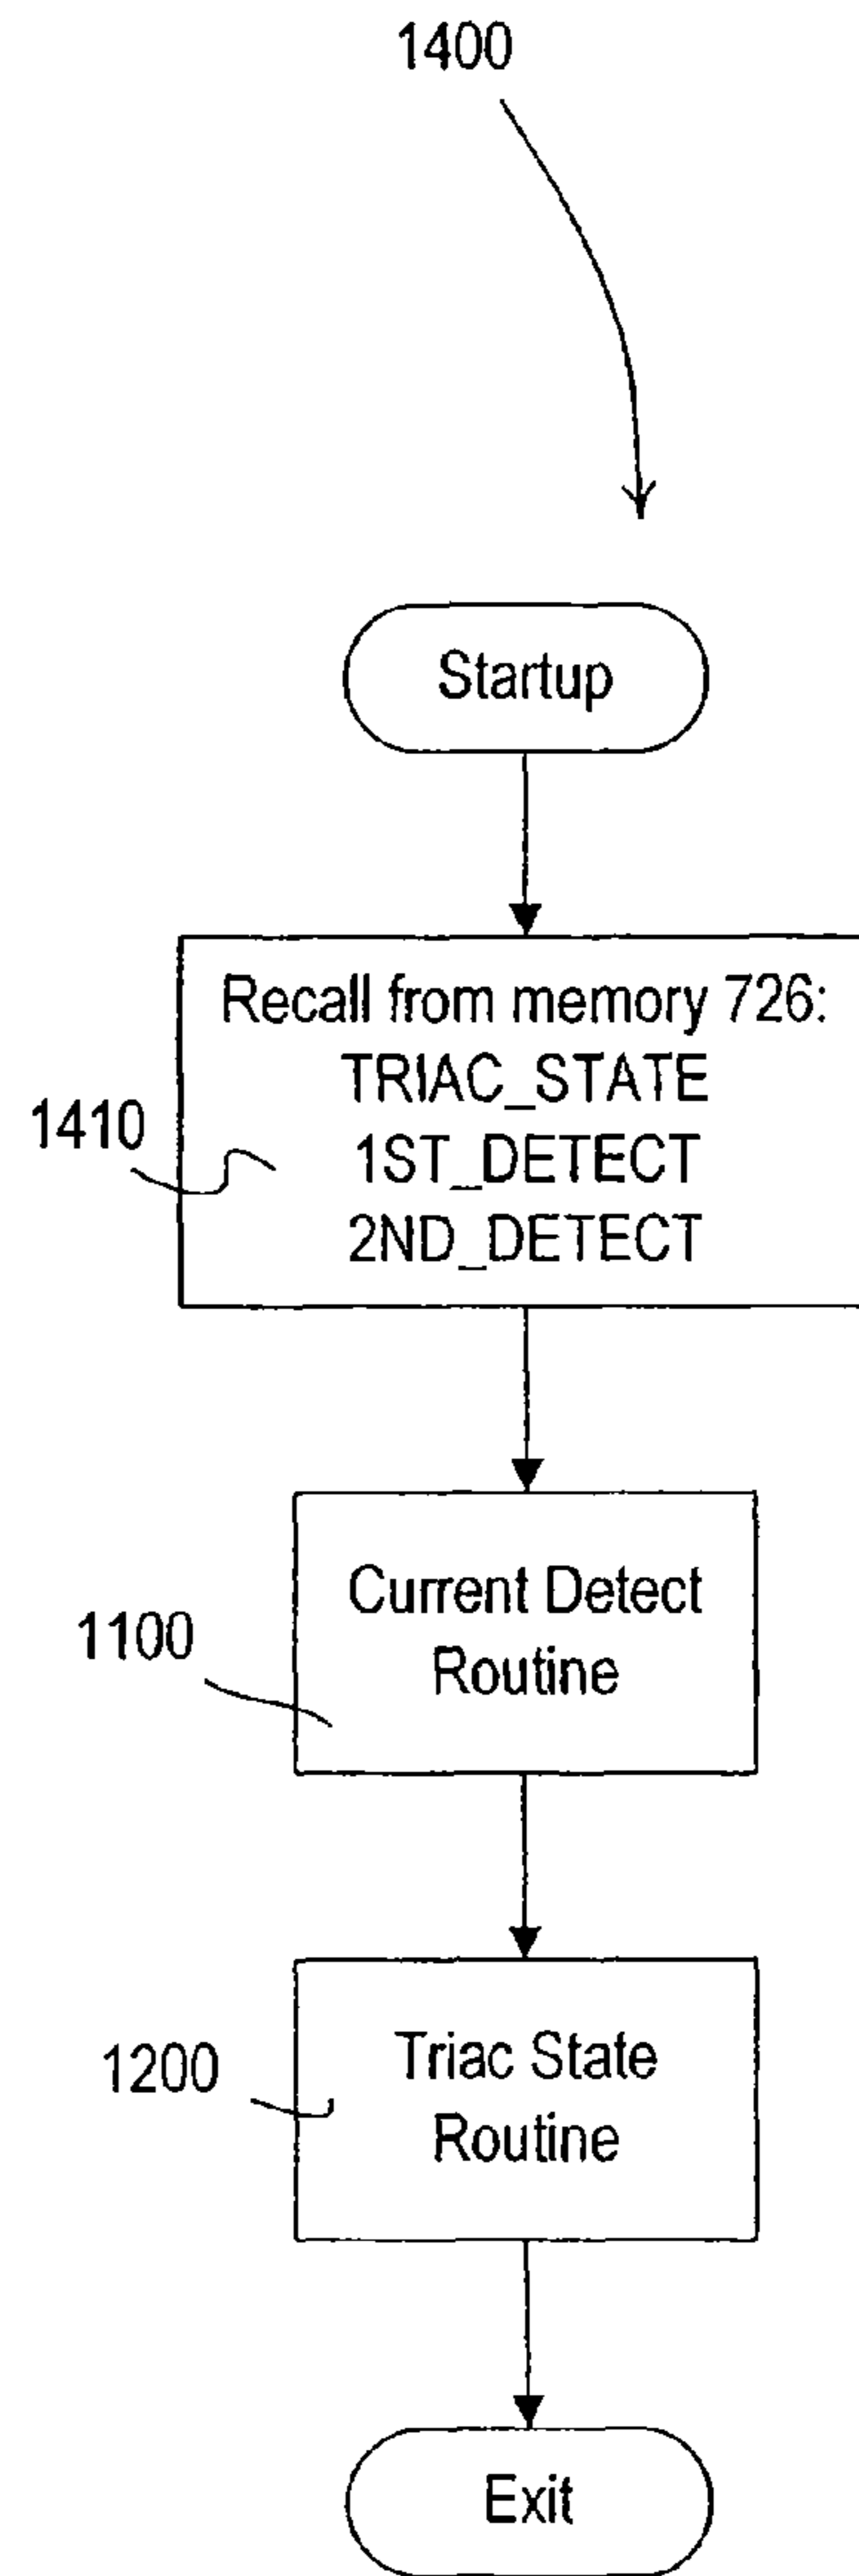 1400
Startup
Recall from memory 726:
TRIAC_STATE
1ST_DETECT
2ND_DETECT
1410
Current Detect
Routine
1100
Triac State
Routine
1200
Exit